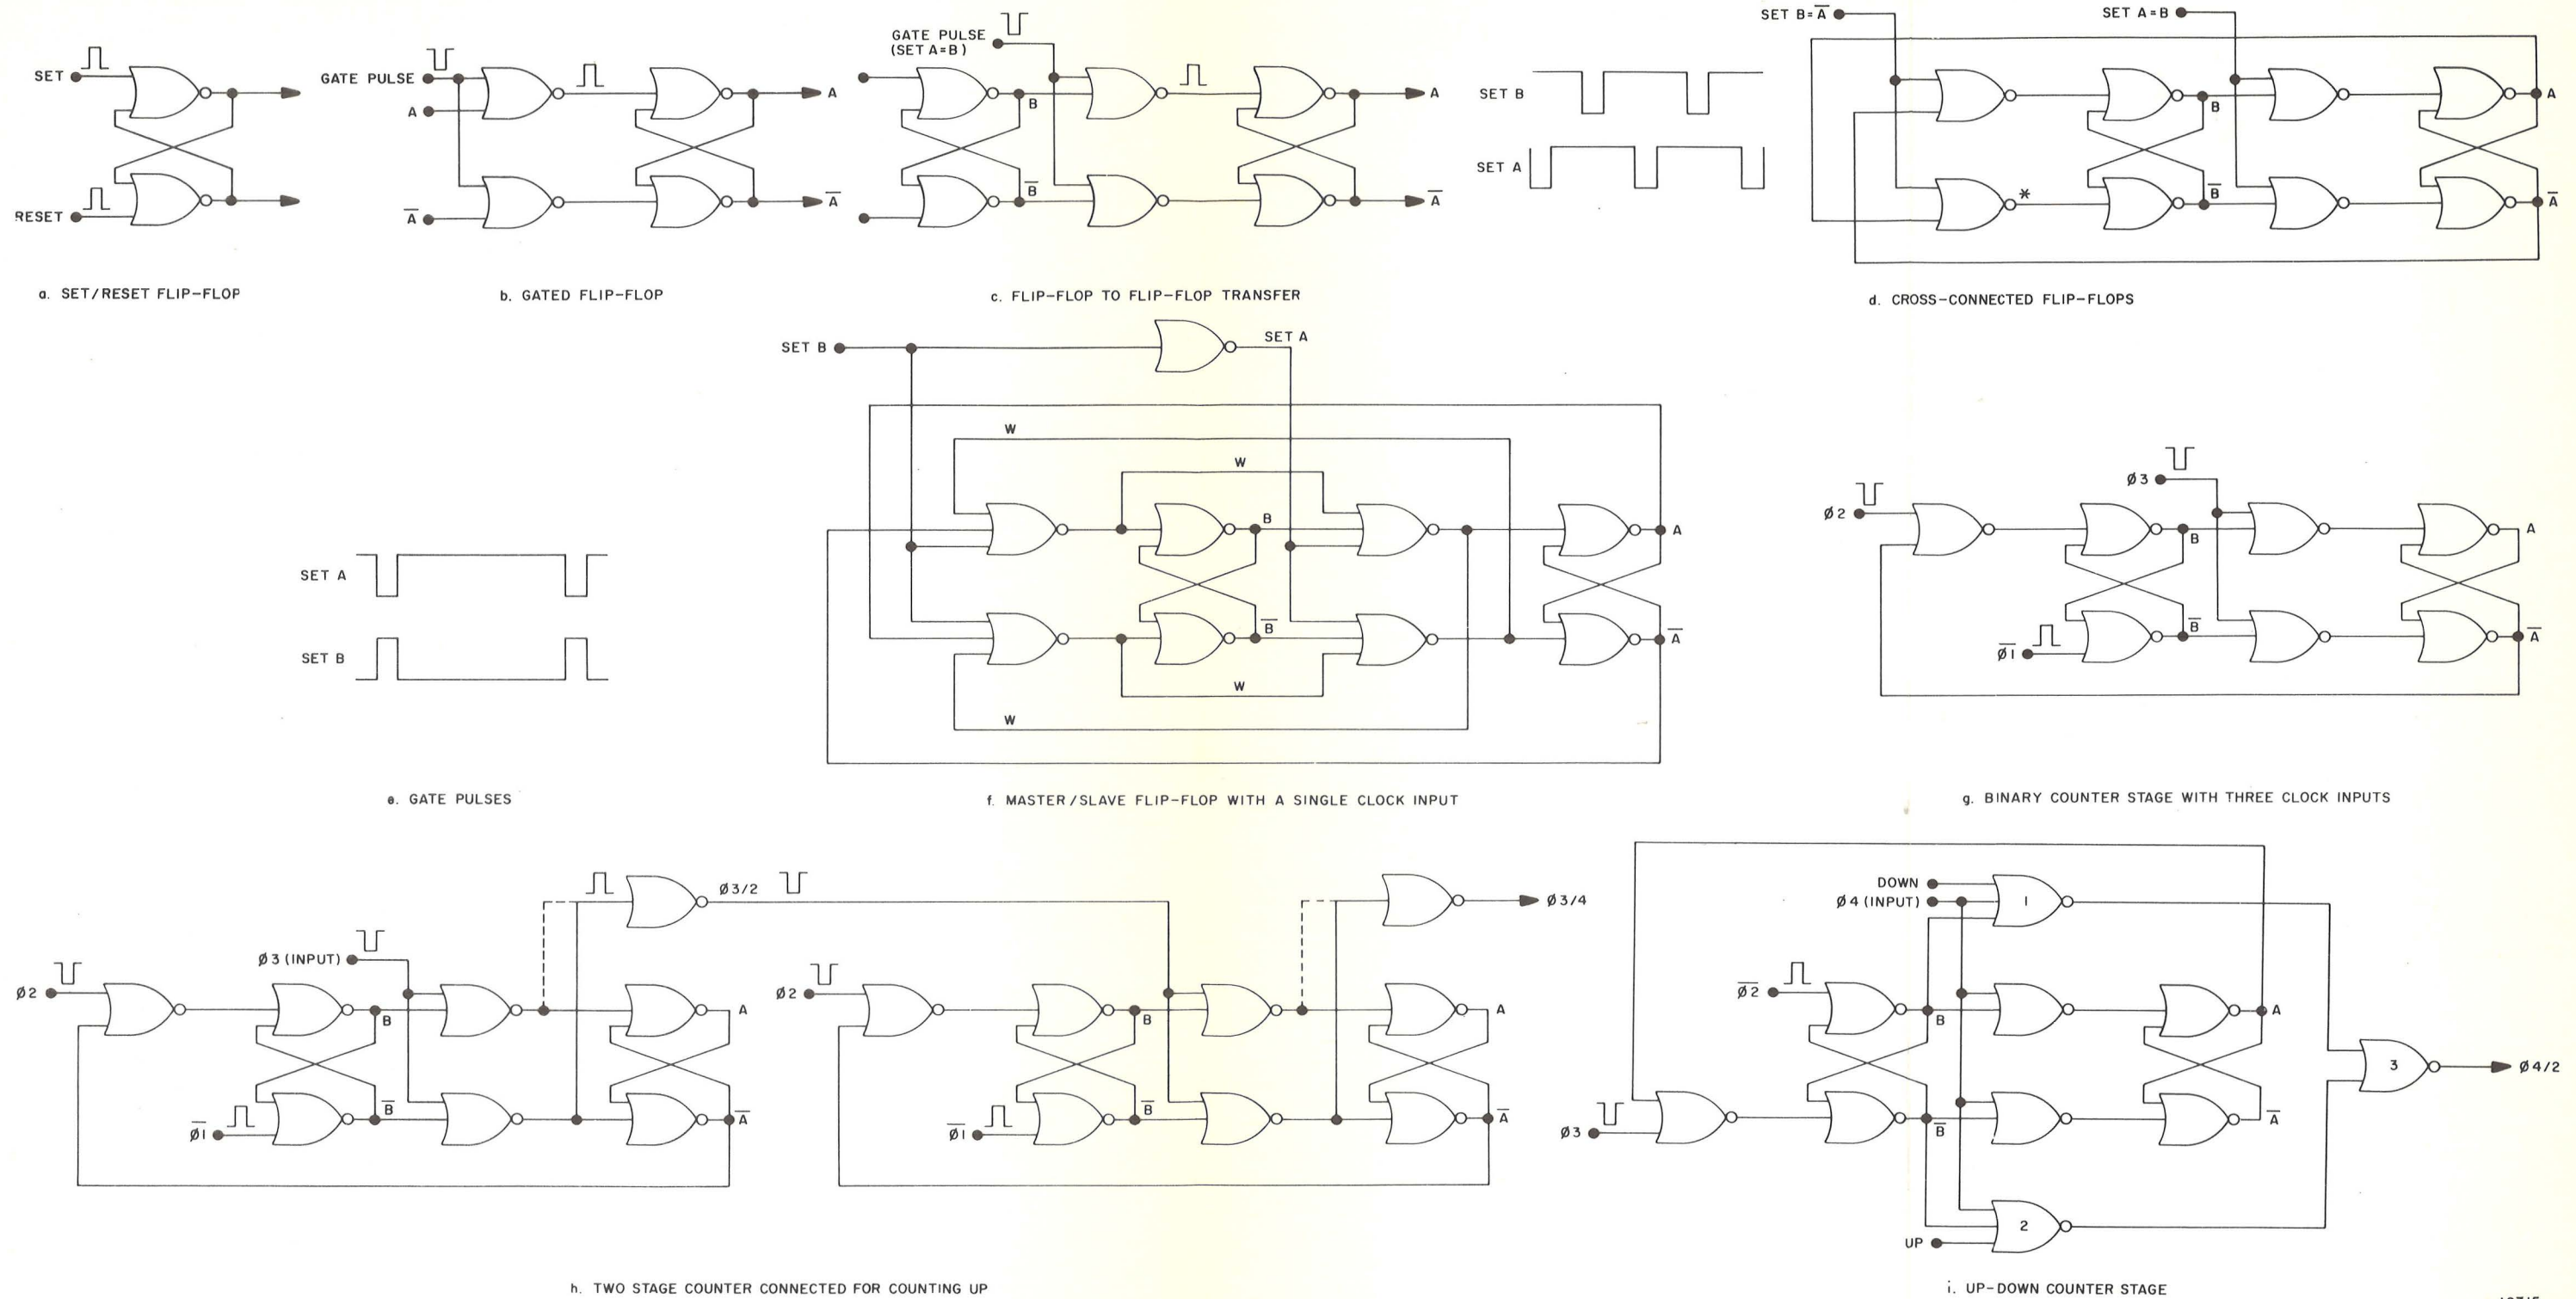 SET
RESET
a. SET/RESET FLIP-FLOP
GATE PULSE
A
A̅
A
A̅
b. GATED FLIP-FLOP
GATE PULSE
(SET A=B)
B
B̅
A
A̅
c. FLIP-FLOP TO FLIP-FLOP TRANSFER
SET B
SET A
SET B=A̅
SET A=B
B
B̅
*
A
A̅
d. CROSS-CONNECTED FLIP-FLOPS
SET A
SET B
e. GATE PULSES
SET B
SET A
W
W
B
B̅
A
A̅
W
W
f. MASTER/SLAVE FLIP-FLOP WITH A SINGLE CLOCK INPUT
Ø3
Ø2
B
A
B̅
A̅
Ø̅1̅
g. BINARY COUNTER STAGE WITH THREE CLOCK INPUTS
Ø3/2
Ø3 (INPUT)
Ø2
B
A
B̅
A̅
Ø̅1̅
Ø3/4
Ø2
B
A
B̅
A̅
Ø̅1̅
h. TWO STAGE COUNTER CONNECTED FOR COUNTING UP
DOWN
Ø4 (INPUT)
1
Ø̅2̅
B
A
3
Ø4/2
Ø3
B̅
A̅
2
UP
i. UP-DOWN COUNTER STAGE